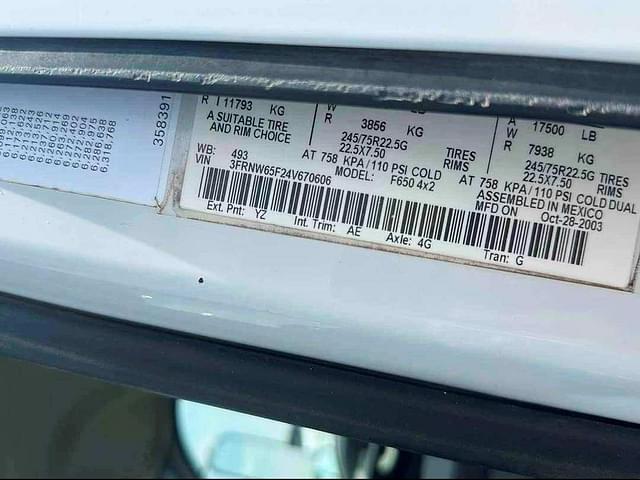 358391
11793 KG
A SUITABLE TIRE
AND RIM CHOICE
3856 KG
245/75R22.5G TIRES
22.5X7.50 RIMS
AT 758 KPA/110 PSI COLD
17500 LB
7938 KG
245/75R22.5G TIRES
22.5X7.50 RIMS
AT 758 KPA/110 PSI COLD DUAL
WB: 493
VIN 3FRNW65F24V670606
MODEL: F650 4x2
ASSEMBLED IN MEXICO
MFD ON Oct-28-2003
Ext. Pnt: YZ Int. Trim: AE Axle: 4G Tran: G